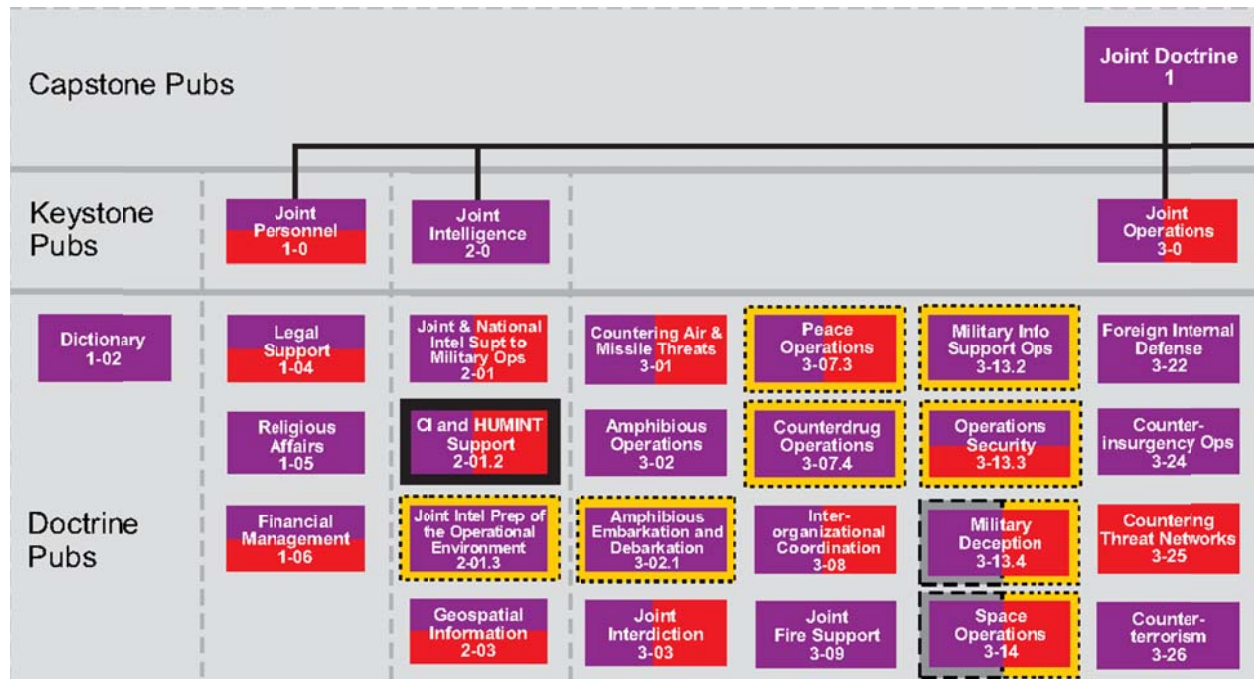 Capstone Pubs
Joint Doctrine
1
Keystone
Pubs
Joint
Personnel
1-0
Joint
Intelligence
2-0
Joint
Operations
3-0
Doctrine
Pubs
Dictionary
1-02
Legal
Support
1-04
Religious
Affairs
1-05
Financial
Management
1-06
Joint & National
Intel Supt to
Military Ops
2-01
CI and HUMINT
Support
2-01.2
Joint Intel Prep of
the Operational
Environment
2-01.3
Geospatial
Information
2-03
Countering Air &
Missile Threats
3-01
Amphibious
Operations
3-02
Amphibious
Embarkation and
Debarkation
3-02.1
Joint
Interdiction
3-03
Peace
Operations
3-07.3
Counterdrug
Operations
3-07.4
Inter-
organizational
Coordination
3-08
Joint
Fire Support
3-09
Military Info
Support Ops
3-13.2
Operations
Security
3-13.3
Military
Deception
3-13.4
Space
Operations
3-14
Foreign Internal
Defense
3-22
Counter-
insurgency Ops
3-24
Countering
Threat Networks
3-25
Counter-
terrorism
3-26